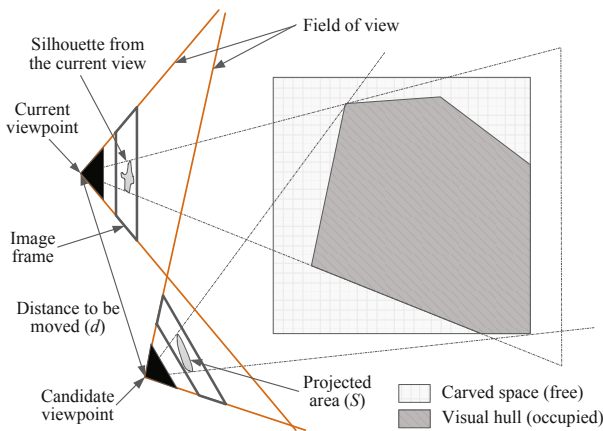 Silhouette from
the current view
Field of view
Current
viewpoint
Image
frame
Distance to be
moved (d)
Candidate
viewpoint
Projected
area (S)
Carved space (free)
Visual hull (occupied)